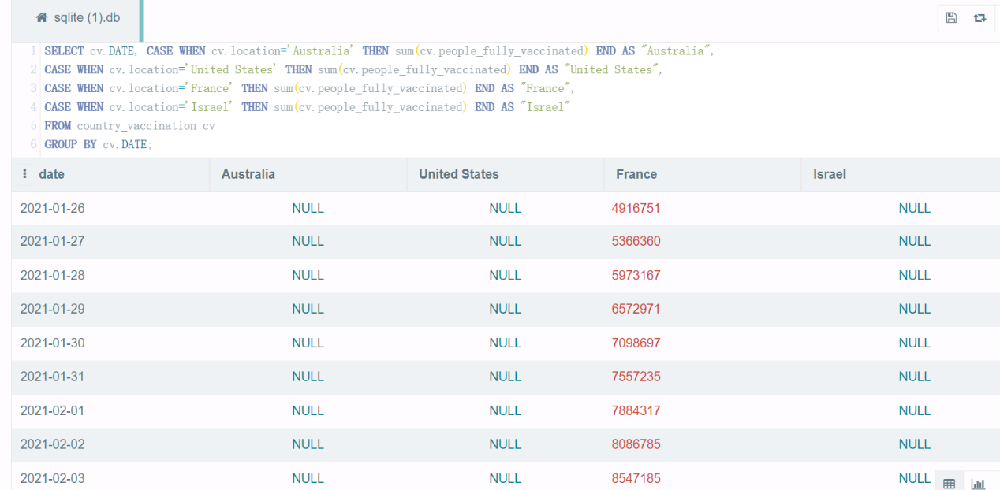 sqlite (1).db
1 SELECT cv.DATE, CASE WHEN cv.location='Australia' THEN sum(cv.people_fully_vaccinated) END AS "Australia",
2 CASE WHEN cv.location='United States' THEN sum(cv.people_fully_vaccinated) END AS "United States",
3 CASE WHEN cv.location='France' THEN sum(cv.people_fully_vaccinated) END AS "France",
4 CASE WHEN cv.location='Israel' THEN sum(cv.people_fully_vaccinated) END AS "Israel"
5 FROM country_vaccination cv
6 GROUP BY cv.DATE;
date Australia United States France Israel
2021-01-26 NULL NULL 4916751 NULL
2021-01-27 NULL NULL 5366360 NULL
2021-01-28 NULL NULL 5973167 NULL
2021-01-29 NULL NULL 6572971 NULL
2021-01-30 NULL NULL 7098697 NULL
2021-01-31 NULL NULL 7557235 NULL
2021-02-01 NULL NULL 7884317 NULL
2021-02-02 NULL NULL 8086785 NULL
2021-02-03 NULL NULL 8547185 NULL